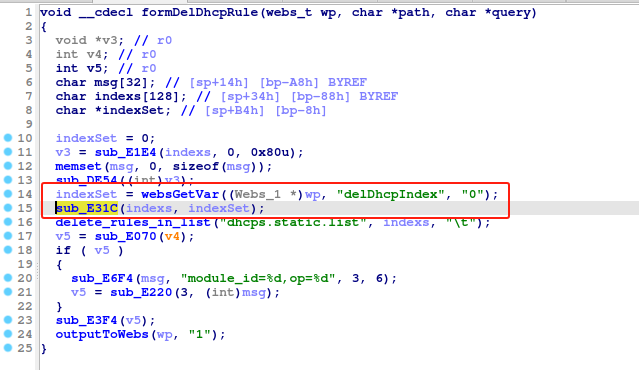 1 void __cdecl formDelDhcpRule(webs_t wp, char *path, char *query)
2 {
3 void *v3; // r0
4 int v4; // r0
5 int v5; // r0
6 char msg[32]; // [sp+14h] [bp-A8h] BYREF
7 char indexs[128]; // [sp+34h] [bp-88h] BYREF
8 char *indexSet; // [sp+B4h] [bp-8h]
9
10 indexSet = 0;
11 v3 = sub_E1E4(indexs, 0, 0x80u);
12 memset(msg, 0, sizeof(msg));
13 sub_DE54((int)v3);
14 indexSet = websGetVar((Webs_1 *)wp, "delDhcpIndex", "0");
15 sub_E31C(indexs, indexSet);
16 delete_rules_in_list("dhcps.static.list", indexs, "\t");
17 v5 = sub_E070(v4);
18 if ( v5 )
19 {
20 sub_E6F4(msg, "module_id=%d,op=%d", 3, 6);
21 v5 = sub_E220(3, (int)msg);
22 }
23 sub_E3F4(v5);
24 outputToWebs(wp, "1");
25 }